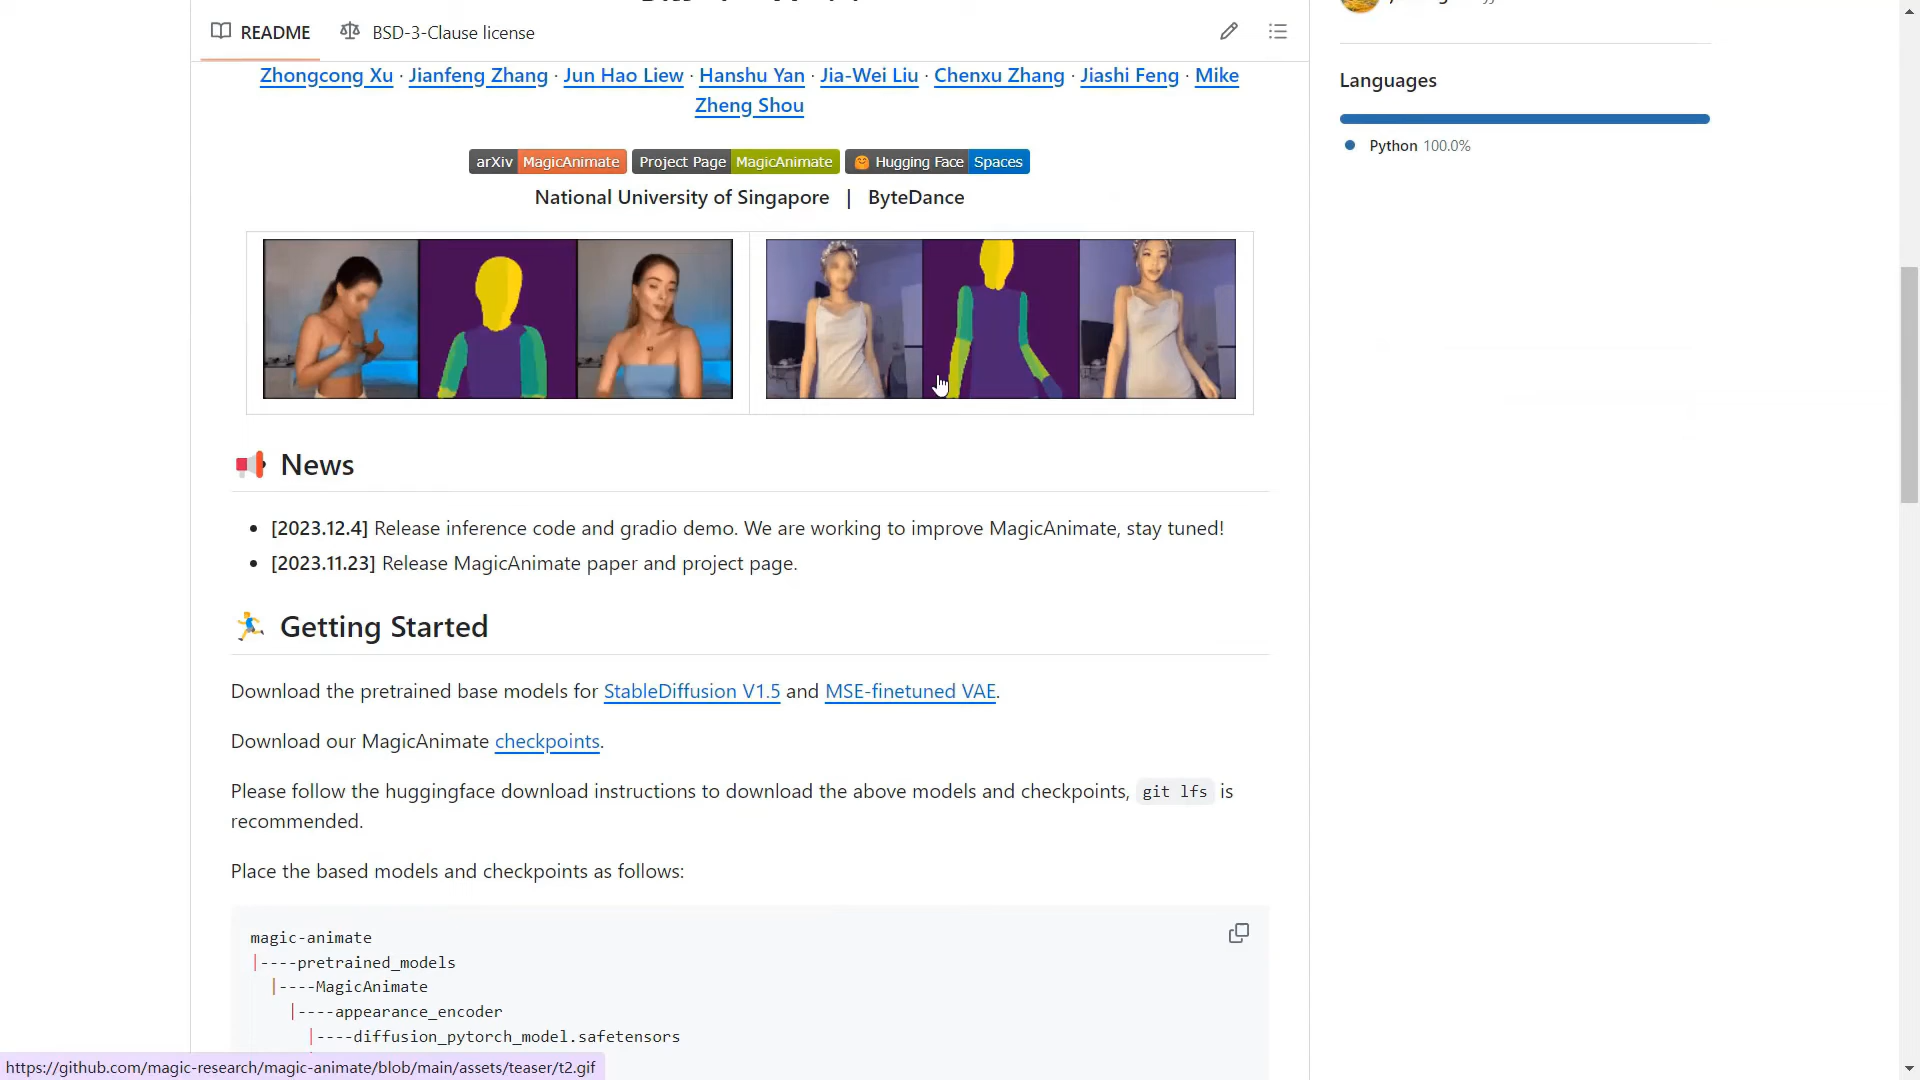 README
BSD-3-Clause license
Zhongcong Xu · Jianfeng Zhang · Jun Hao Liew · Hanshu Yan · Jia-Wei Liu · Chenxu Zhang · Jiashi Feng · Mike
Zheng Shou
arXiv MagicAnimate Project Page MagicAnimate 🤗 Hugging Face Spaces
National University of Singapore | ByteDance
📢 News
• [2023.12.4] Release inference code and gradio demo. We are working to improve MagicAnimate, stay tuned!
• [2023.11.23] Release MagicAnimate paper and project page.
🏃‍♂️ Getting Started
Download the pretrained base models for StableDiffusion V1.5 and MSE-finetuned VAE.
Download our MagicAnimate checkpoints.
Please follow the huggingface download instructions to download the above models and checkpoints, git lfs is
recommended.
Place the based models and checkpoints as follows:
magic-animate
|----pretrained_models
|----MagicAnimate
|----appearance_encoder
|----diffusion_pytorch_model.safetensors
https://github.com/magic-research/magic-animate/blob/main/assets/teaser/t2.gif
Languages
Python 100.0%